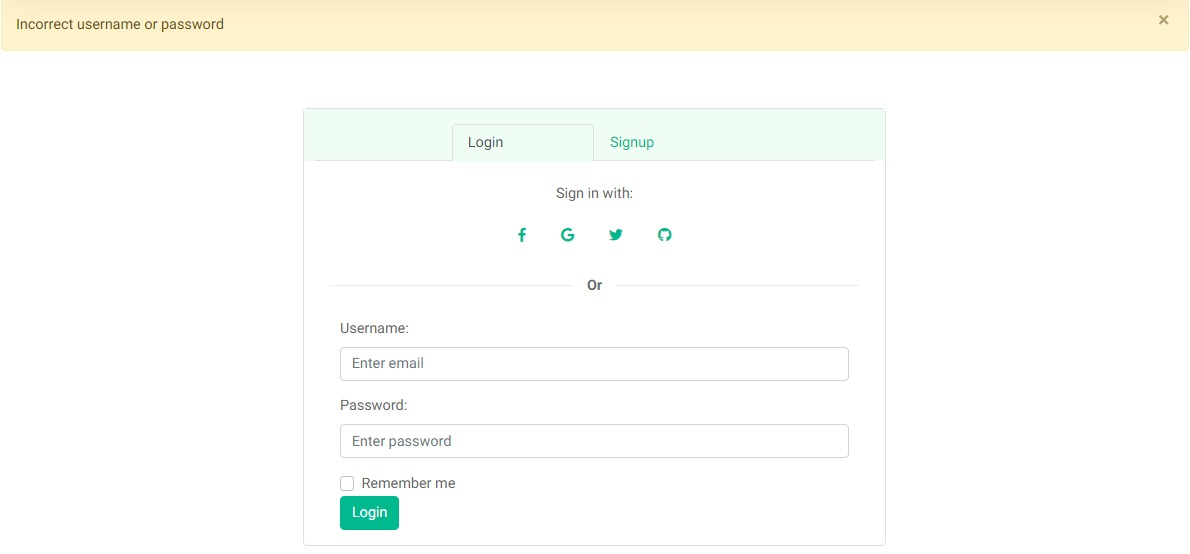 Incorrect username or password ×
Login Signup
Sign in with:
Or
Username:
Enter email
Password:
Enter password
Remember me
Login